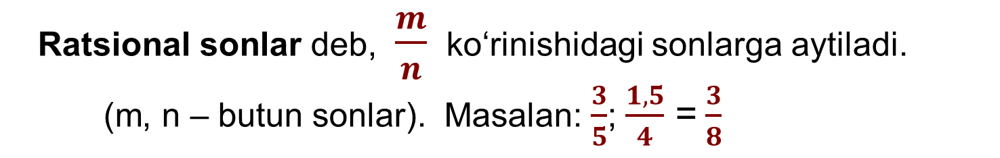 Ratsional sonlar deb, m/n ko‘rinishidagi sonlarga aytiladi.
(m, n – butun sonlar). Masalan: 3/5; 1,5/4 = 3/8